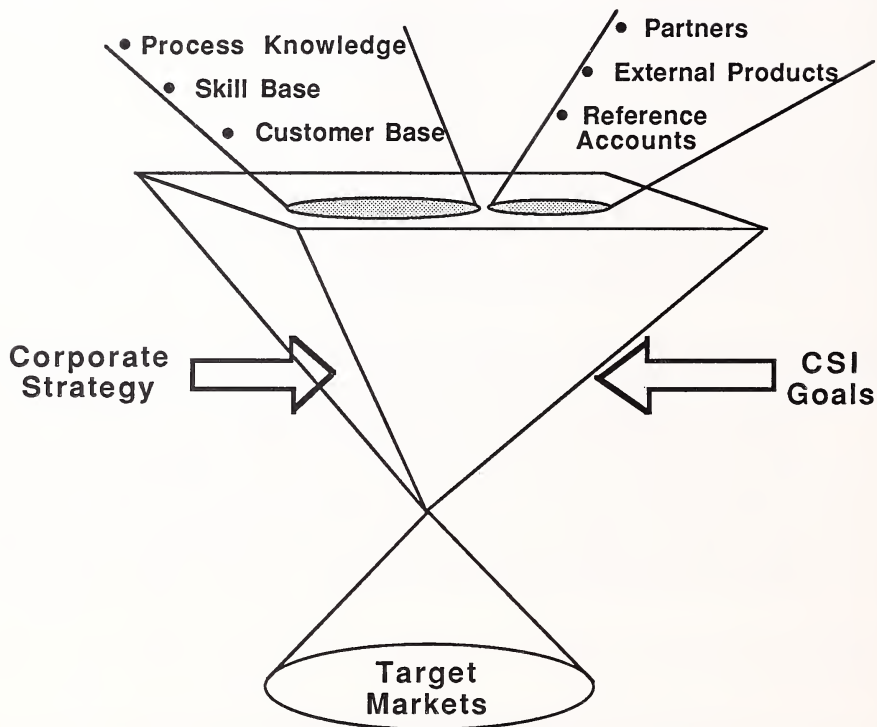 • Process Knowledge
• Skill Base
• Customer Base
• Partners
• External Products
• Reference
Accounts
Corporate
Strategy
CSI
Goals
Target
Markets